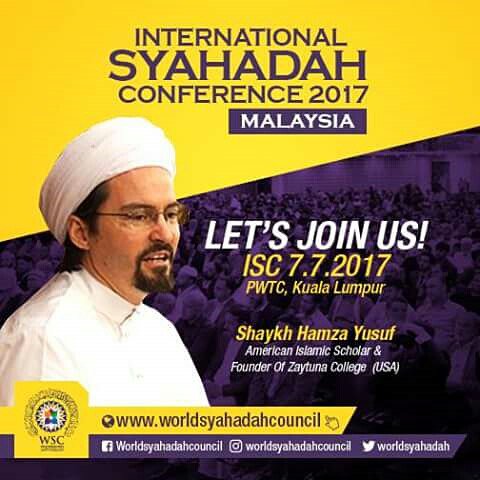 INTERNATIONAL
SYAHADAH
CONFERENCE 2017
MALAYSIA
LET'S JOIN US!
ISC 7.7.2017
PWTC, Kuala Lumpur
Shaykh Hamza Yusuf
American Islamic Scholar &
Founder Of Zaytuna College (USA)
WSC
www.worldsyahadahcouncil
Worldsyahadahcouncil worldsyahadahcouncil worldsyahadah